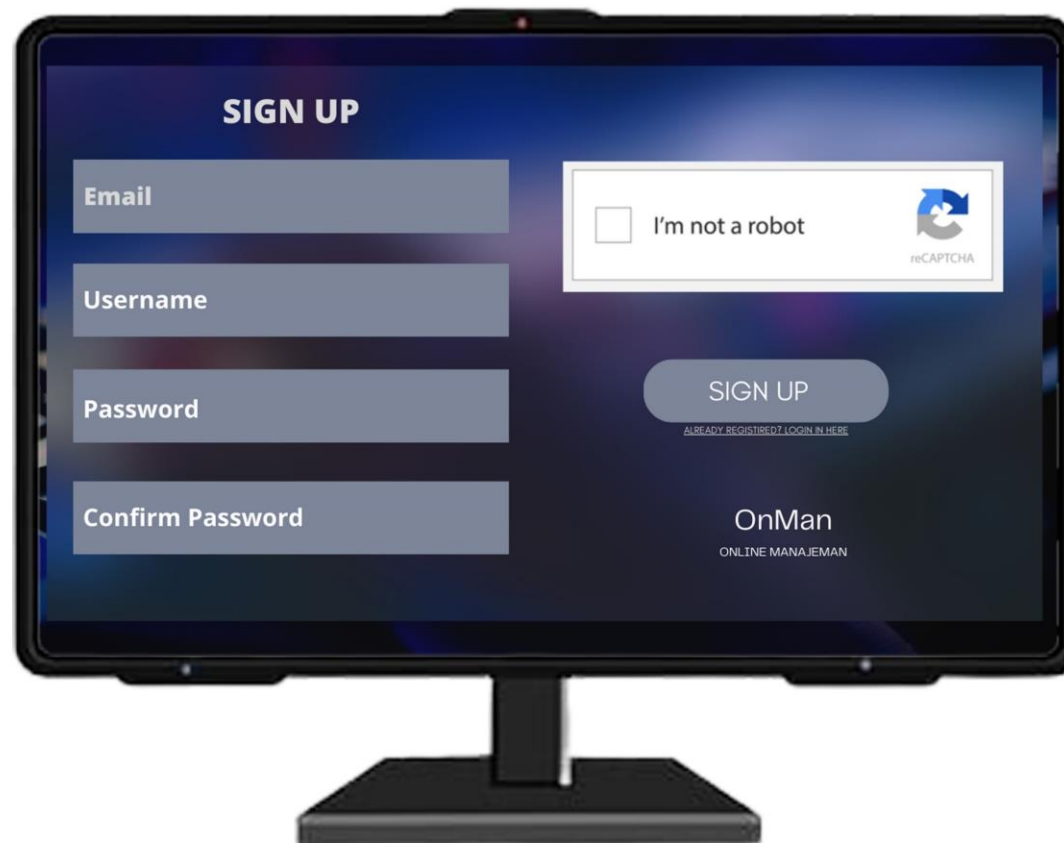 SIGN UP
Email
Username
Password
Confirm Password
I'm not a robot
reCAPTCHA
SIGN UP
ALREADY REGISTIRED? LOGIN IN HERE
OnMan
ONLINE MANAJEMAN